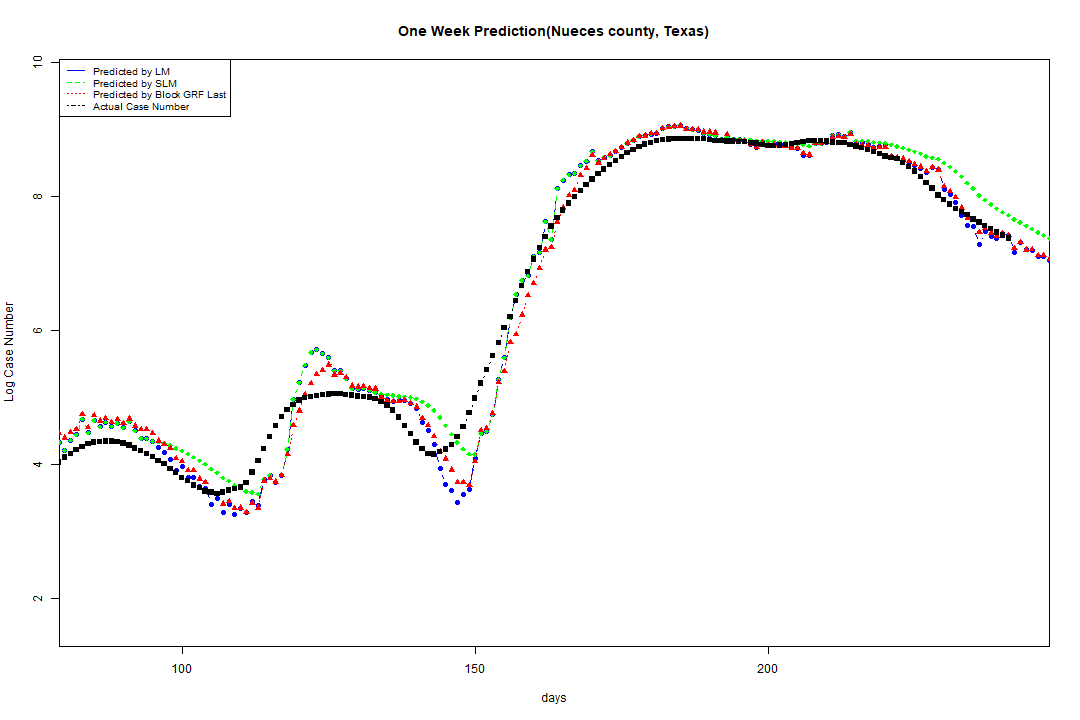 One Week Prediction(Nueces county, Texas)
10
Predicted by LM
Predicted by SLM
Predicted by Block GRF Last
Actual Case Number
8
6
Log Case Number
4
2
100 150 200
days